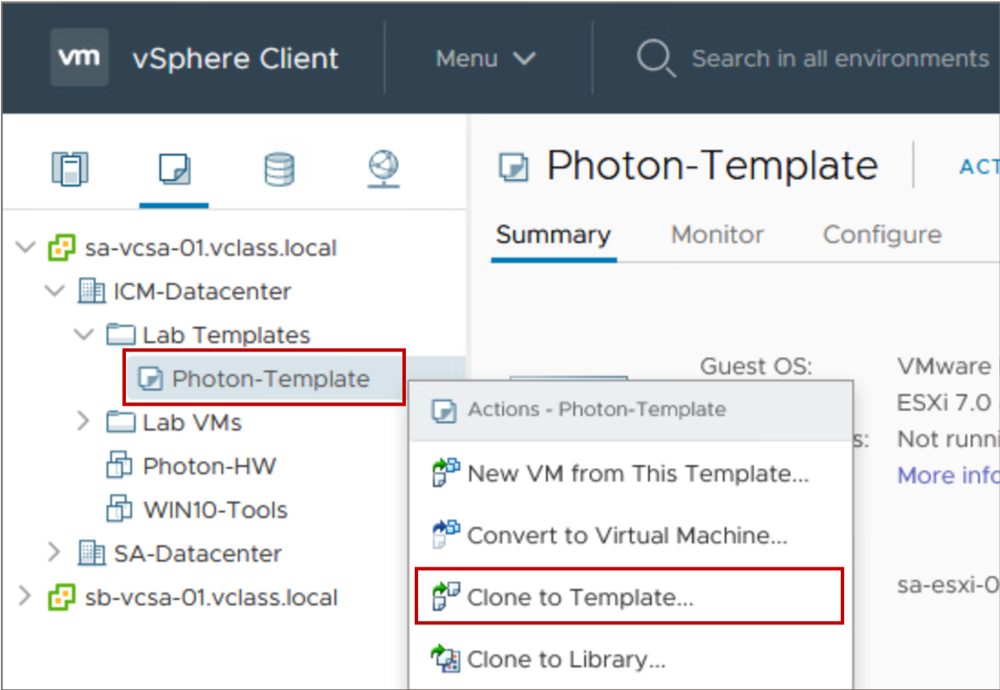 vm vSphere Client Menu Search in all environments
Photon-Template
Summary Monitor Configure
sa-vcsa-01.vclass.local
ICM-Datacenter
Lab Templates
Photon-Template
Lab VMs
Photon-HW
WIN10-Tools
SA-Datacenter
sb-vcsa-01.vclass.local
Guest OS: VMware
ESXi 7.0
Not runni
More info
sa-esxi-0
Actions - Photon-Template
New VM from This Template...
Convert to Virtual Machine...
Clone to Template...
Clone to Library...